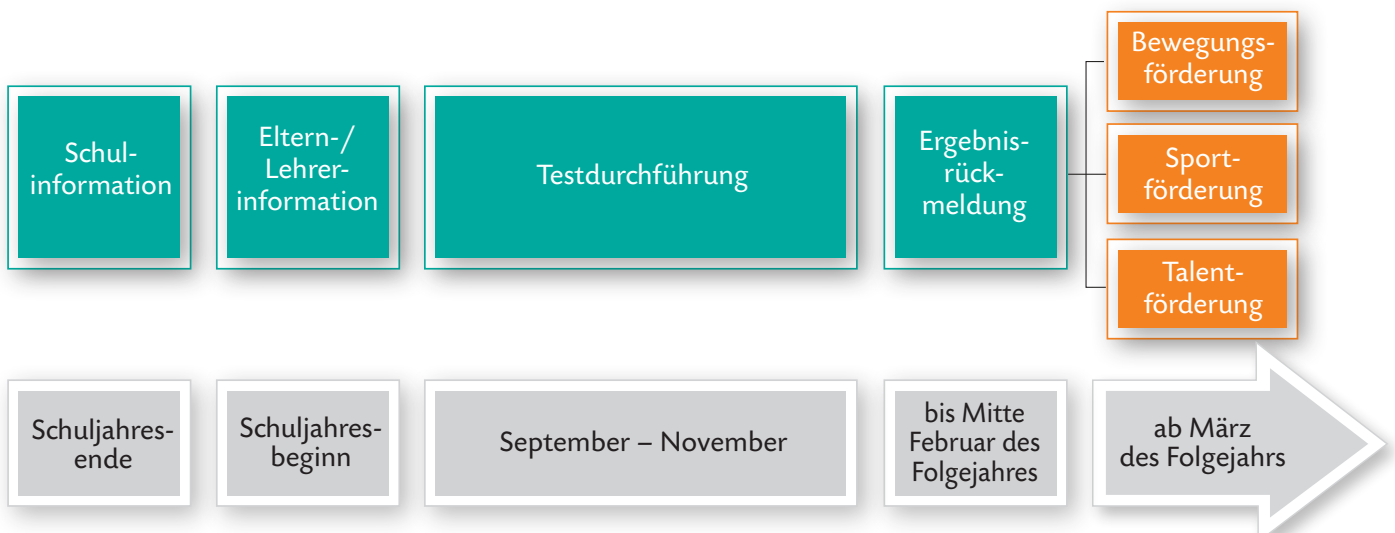 Schul-
information
Eltern-/
Lehrer-
information
Testdurchführung
Ergebnis-
rück-
meldung
Bewegungs-
förderung
Sport-
förderung
Talent-
förderung
Schuljahres-
ende
Schuljahres-
beginn
September – November
bis Mitte
Februar des
Folgejahres
ab März
des Folgejahrs